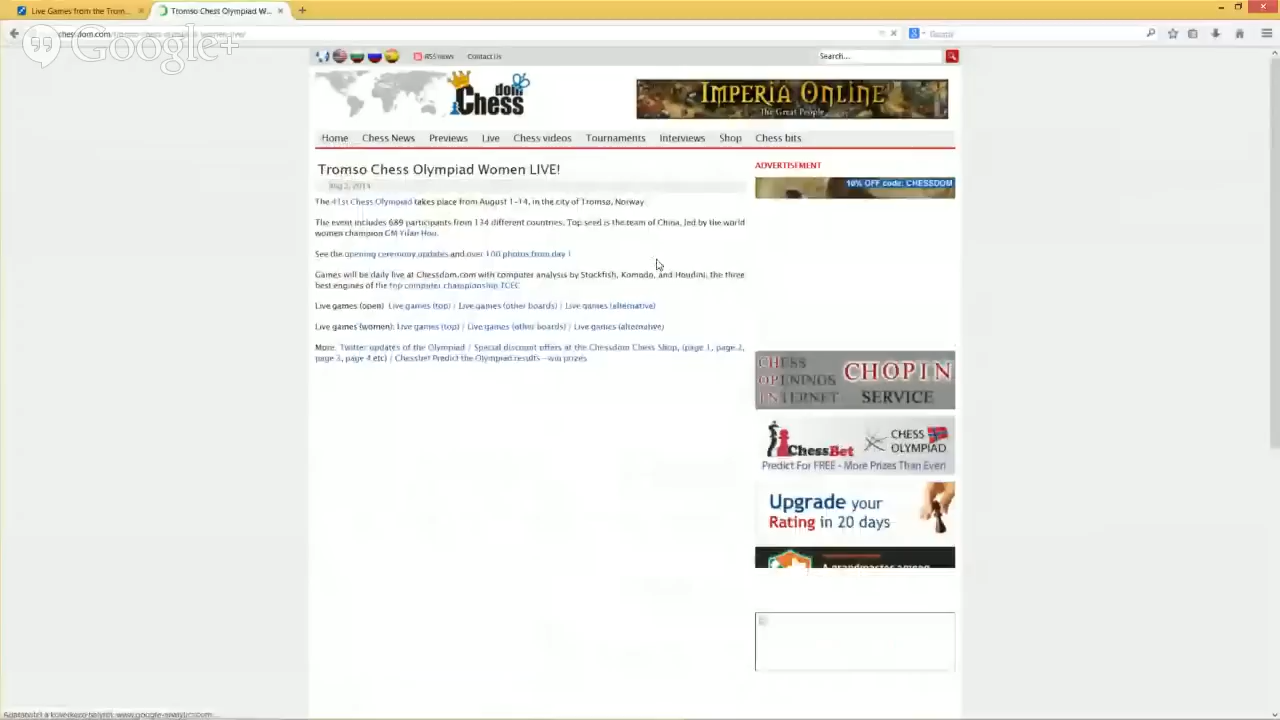 Live Games from the Trom...
Tromso Chess Olympiad W...
Google+
RSS news
Contact Us
Search...
dom
Chess
IMPERIA ONLINE
The Great People
Home Chess News Previews Live Chess videos Tournaments Interviews Shop Chess bits
Tromso Chess Olympiad Women LIVE!
Aug 2, 2014
The 41st Chess Olympiad takes place from August 1-14, in the city of Tromso, Norway.
The event includes 689 participants from 134 different countries. Top seed is the team of China, led by the world
women champion GM Yifan Hou.
See the opening ceremony updates and over 100 photos from day 1
Games will be daily live at Chessdom.com with computer analysis by Stockfish, Komodo, and Houdini, the three
best engines of the top computer championship TCEC
Live games (open) Live games (top) / Live games (other boards) / Live games (alternative)
Live games (women): Live games (top) / Live games (other boards) / Live games (alternative)
More: Twitter updates of the Olympiad / Special discount offers at the Chessdom Chess Shop, (page 1, page 2,
page 3, page 4 etc) / Chessbet Predict the Olympiad results - win prizes
ADVERTISEMENT
10% OFF code: CHESSDOM
CHESS
OPENINGS
INTERNET
CHOPIN
SERVICE
ChessBet
CHESS
OLYMPIAD
Predict For FREE - More Prizes Than Ever!
Upgrade your
Rating in 20 days
A grandmaster among